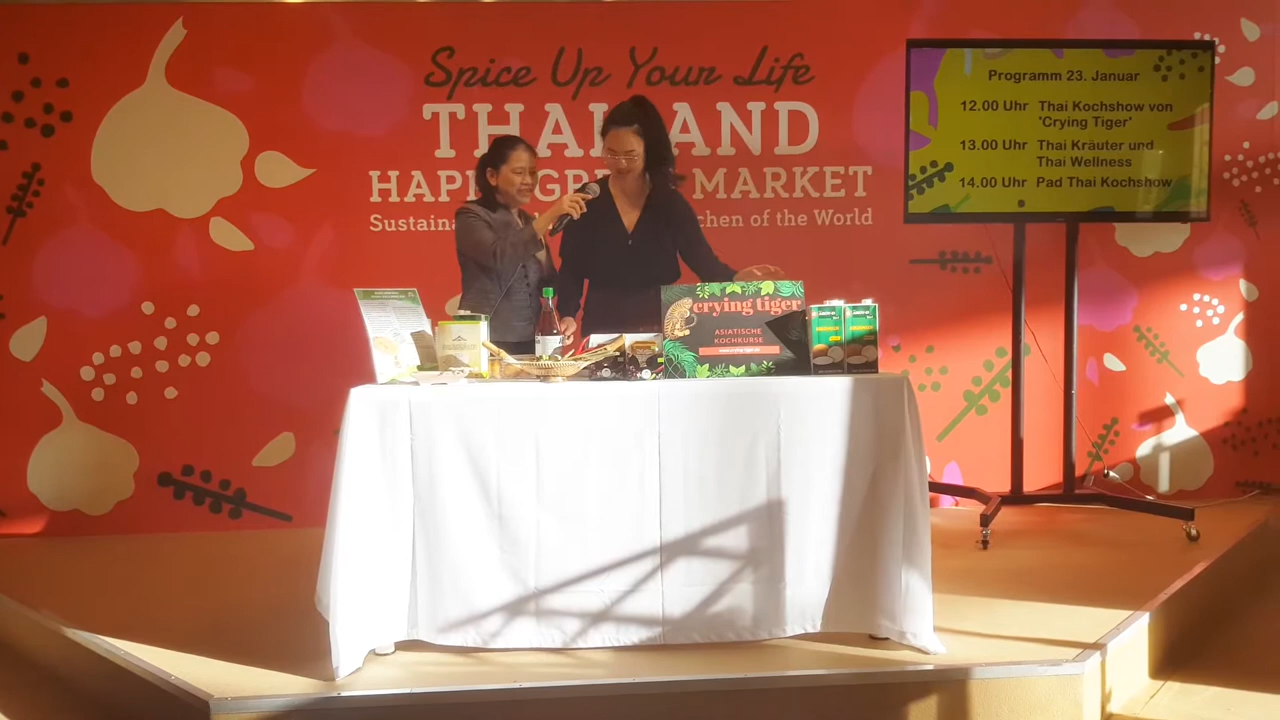 Spice Up Your Life
THAILAND
HAPPY GREEN MARKET
Sustaina chen of the World
Programm 23. Januar
12.00 Uhr Thai Kochshow von
'Crying Tiger'
13.00 Uhr Thai Kräuter und
Thai Wellness
14.00 Uhr Pad Thai Kochshow
crying tiger
ASIATISCHE
KOCHKURSE